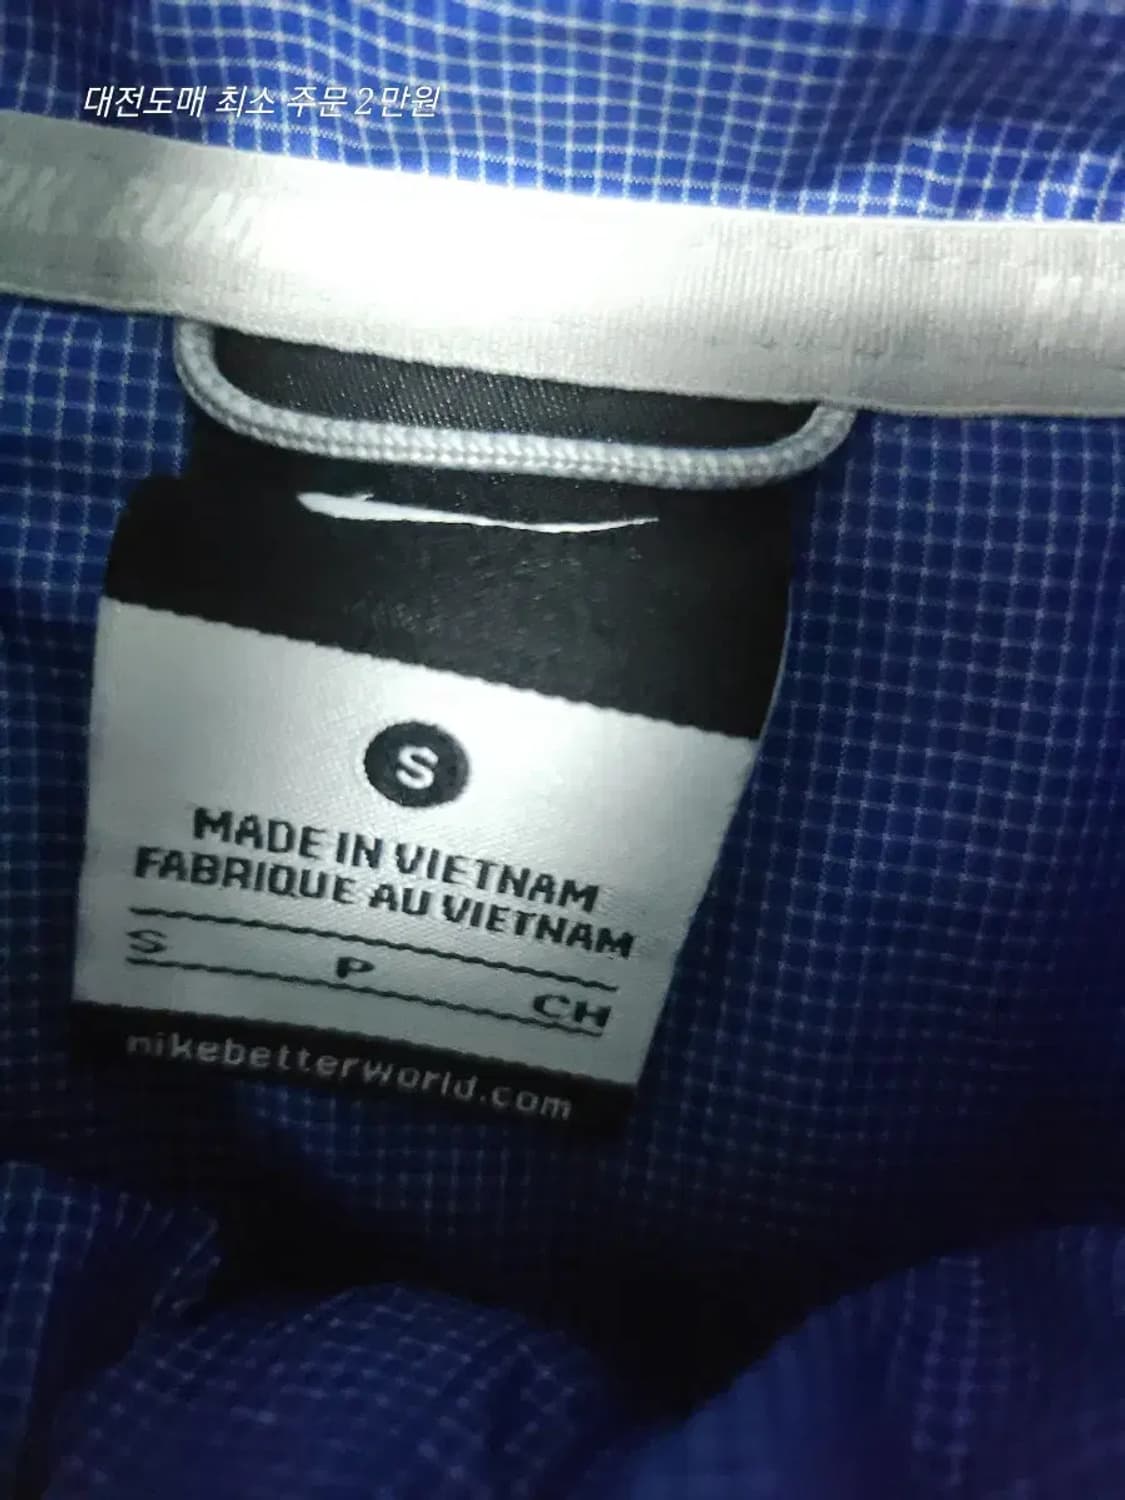 대전도매 최소 주문 2만원
S
MADE IN VIETNAM
FABRIQUE AU VIETNAM
S P CH
nikebetterworld.com